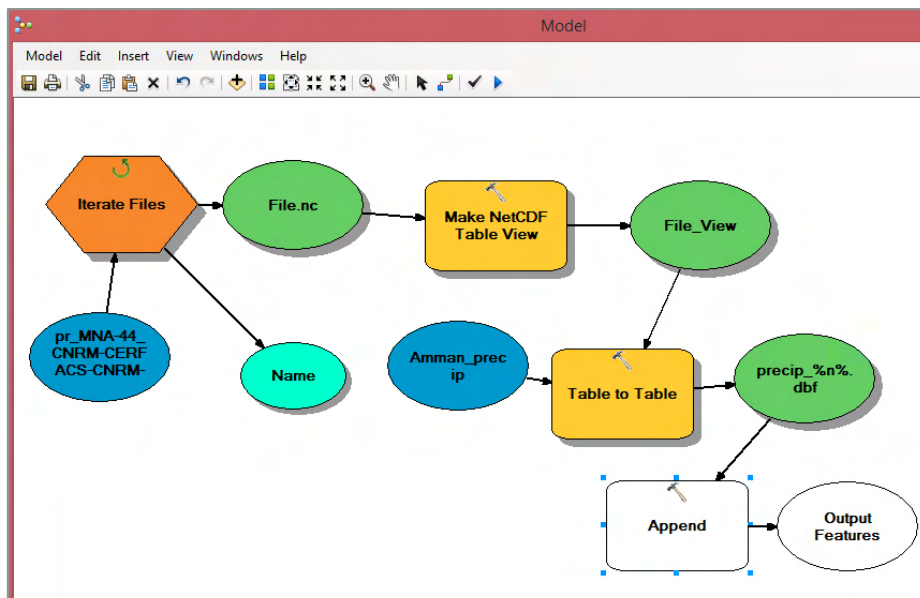 Model
Model Edit Insert View Windows Help
Iterate Files
File.nc
Make NetCDF
Table View
File_View
pr_MNA-44_
CNRM-CERF
ACS-CNRM-
Name
Amman_prec
ip
Table to Table
precip_%n%.
dbf
Append
Output
Features